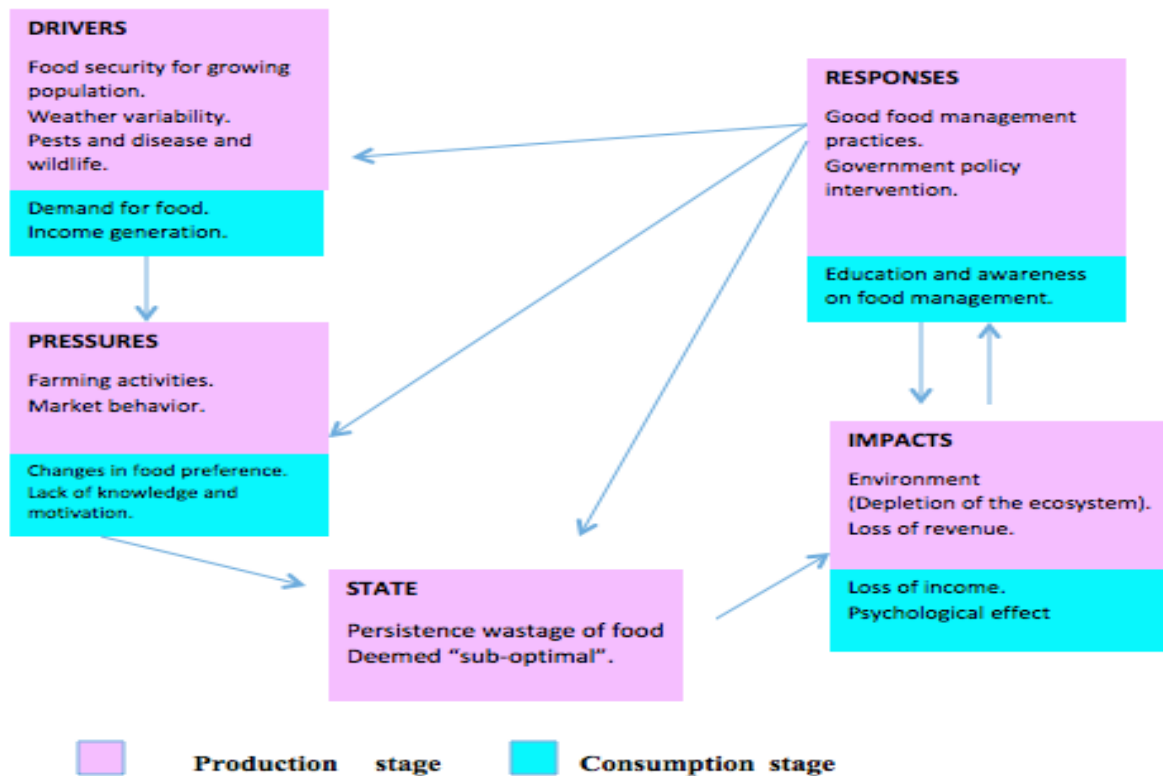 DRIVERS
Food security for growing
population.
Weather variability.
Pests and disease and
wildlife.
Demand for food.
Income generation.
PRESSURES
Farming activities.
Market behavior.
Changes in food preference.
Lack of knowledge and
motivation.
STATE
Persistence wastage of food
Deemed “sub-optimal”.
RESPONSES
Good food management
practices.
Government policy
intervention.
Education and awareness
on food management.
IMPACTS
Environment
(Depletion of the ecosystem).
Loss of revenue.
Loss of income.
Psychological effect
Production stage
Consumption stage